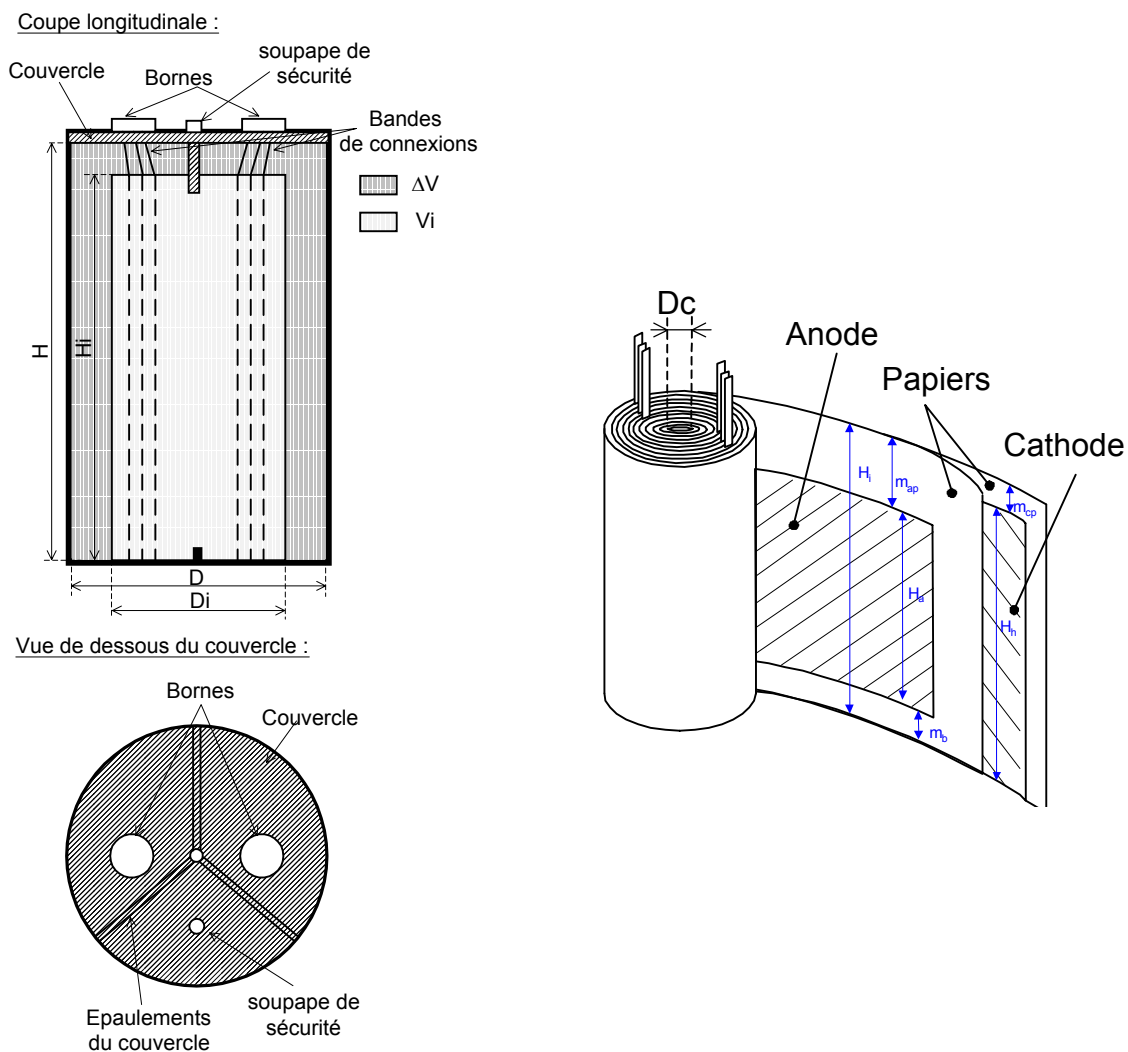 Coupe longitudinale :
soupape de
sécurité
Couvercle
Bornes
Bandes
de connexions
ΔV
Vi
H
Hi
D
Di
Dc
Anode
Papiers
Cathode
Hi
map
mcp
Ha
Hh
mb
Vue de dessous du couvercle :
Bornes
Couvercle
Epaulements
du couvercle
soupape de
sécurité